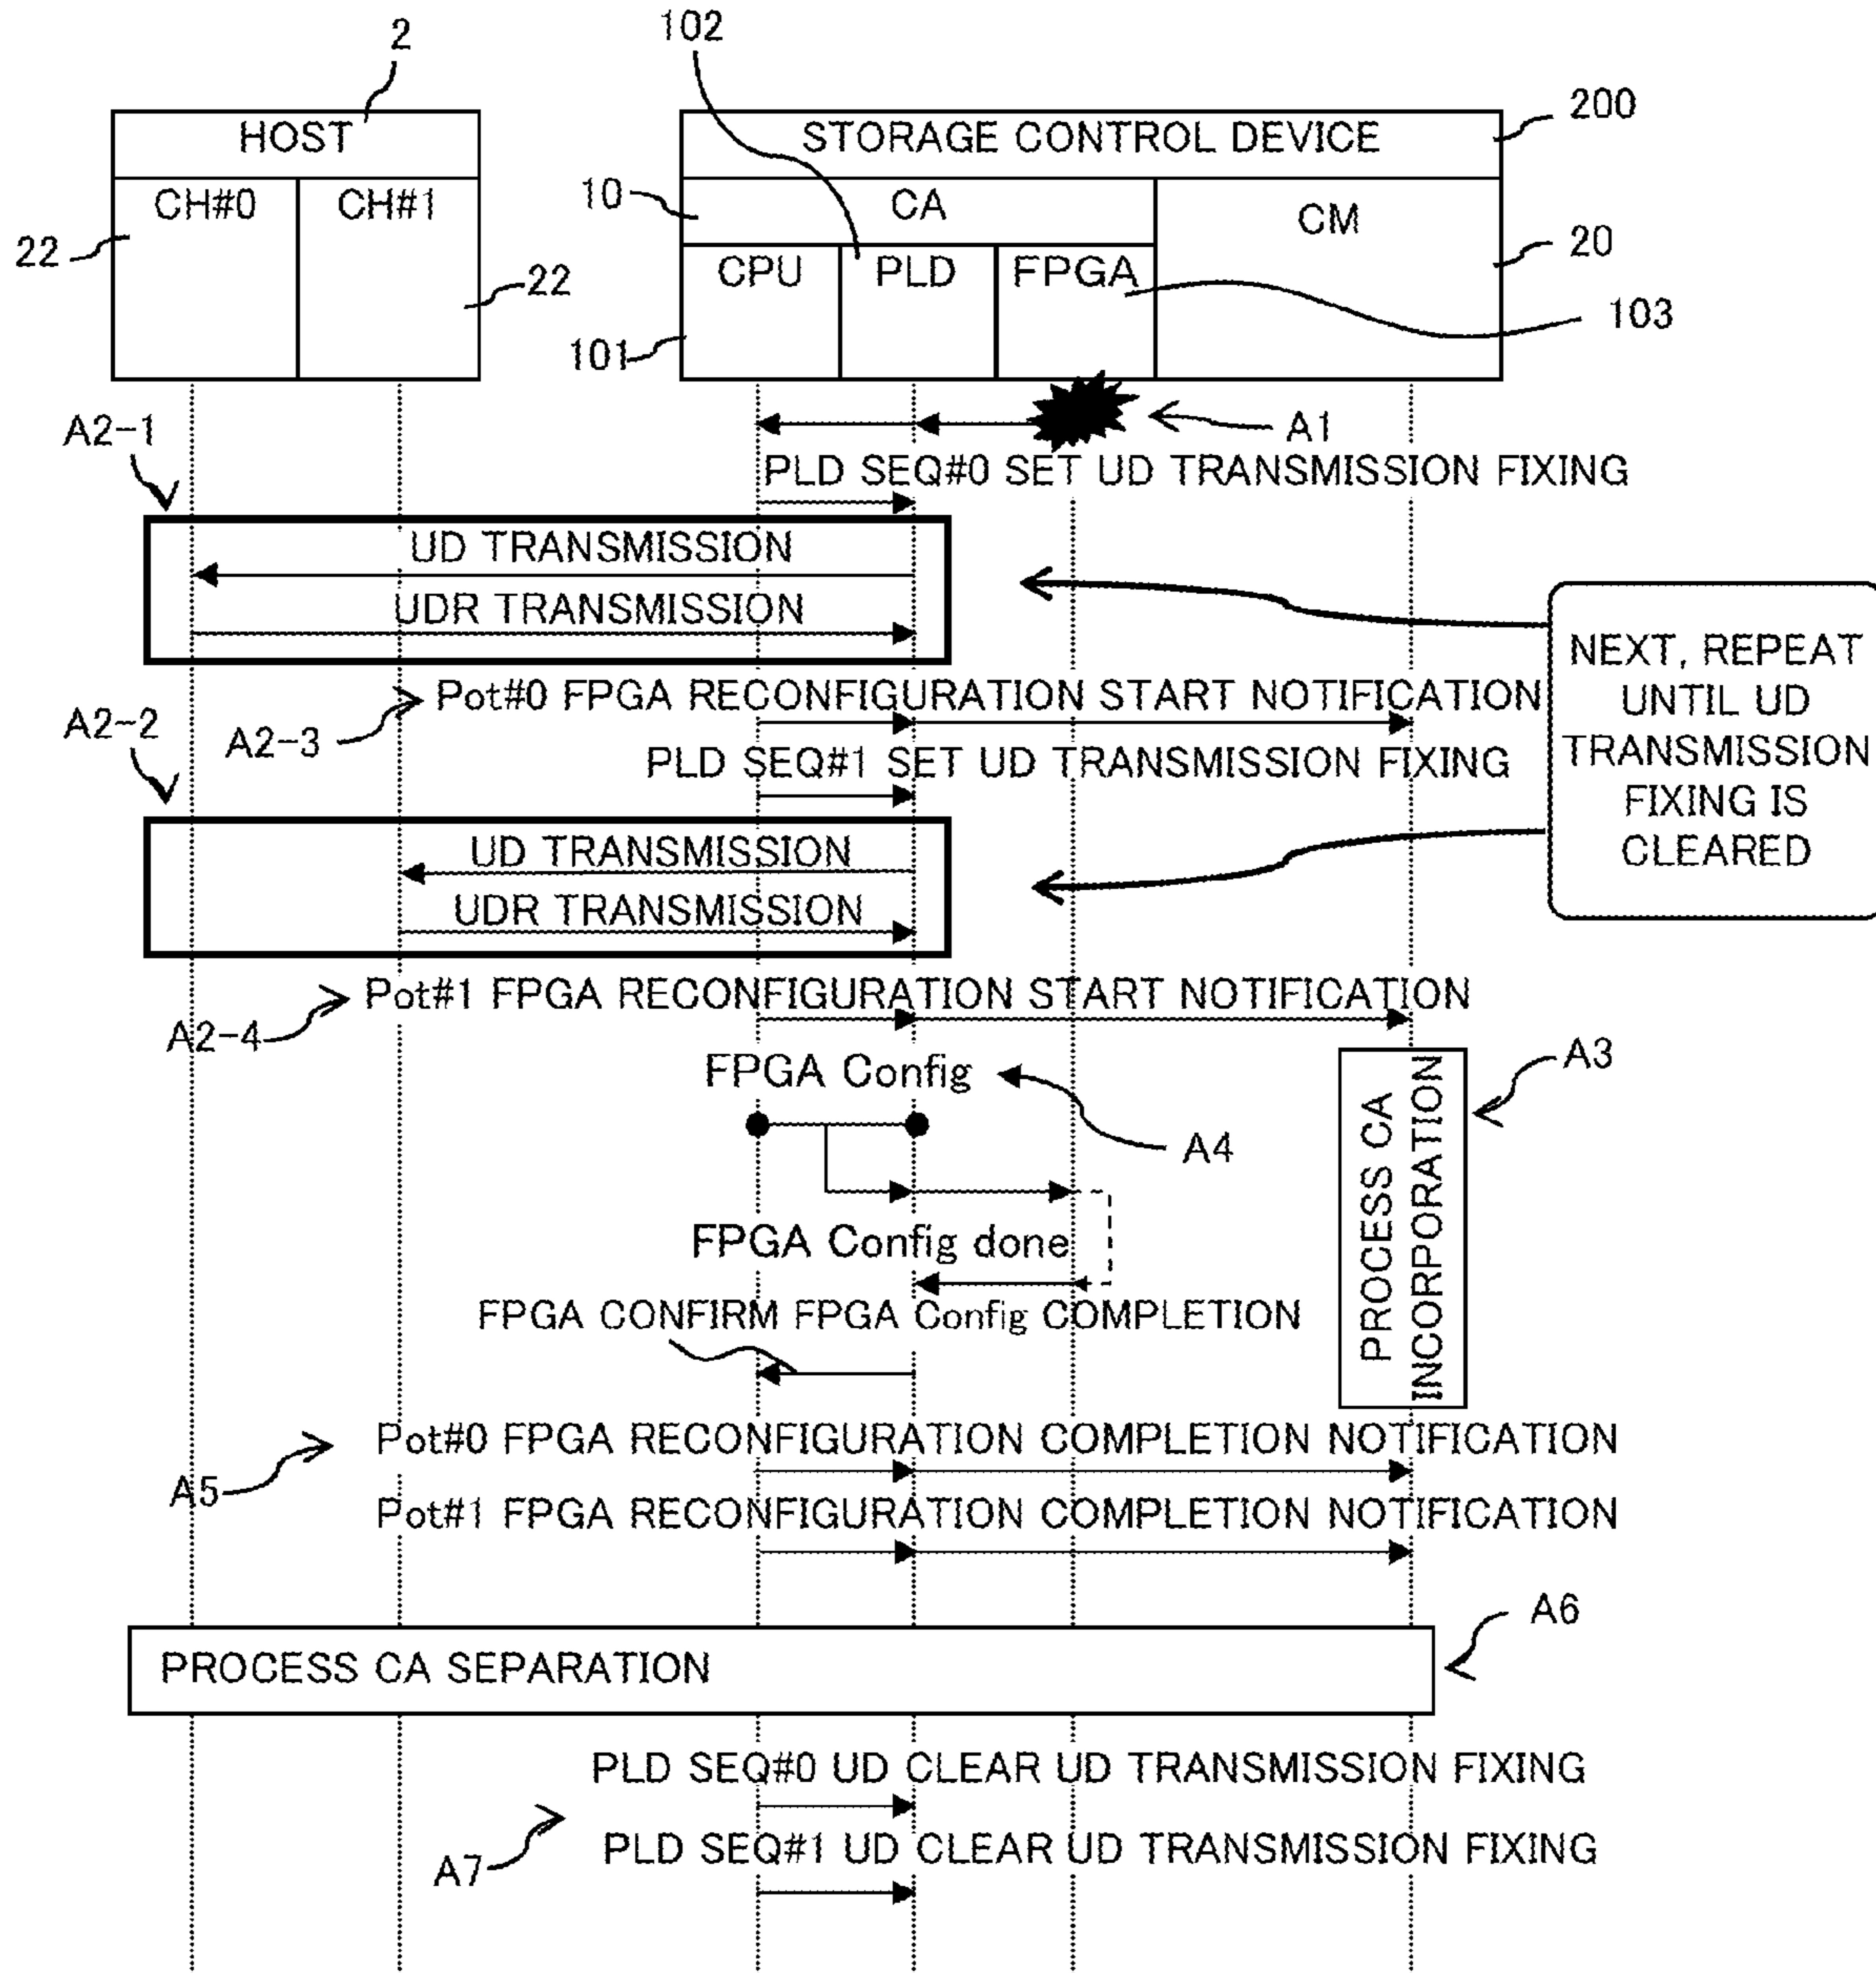 2
102
HOST
STORAGE CONTROL DEVICE
200
CH#0
CH#1
10
CA
CM
22
22
CPU
PLD
FPGA
20
101
103
A1
A2-1
PLD SEQ#0 SET UD TRANSMISSION FIXING
UD TRANSMISSION
UDR TRANSMISSION
NEXT, REPEAT
UNTIL UD
TRANSMISSION
FIXING IS
CLEARED
A2-2
A2-3
Pot#0 FPGA RECONFIGURATION START NOTIFICATION
PLD SEQ#1 SET UD TRANSMISSION FIXING
UD TRANSMISSION
UDR TRANSMISSION
A2-4
Pot#1 FPGA RECONFIGURATION START NOTIFICATION
FPGA Config
A4
A3
PROCESS CA
INCORPORATION
FPGA Config done
FPGA CONFIRM FPGA Config COMPLETION
A5
Pot#0 FPGA RECONFIGURATION COMPLETION NOTIFICATION
Pot#1 FPGA RECONFIGURATION COMPLETION NOTIFICATION
A6
PROCESS CA SEPARATION
PLD SEQ#0 UD CLEAR UD TRANSMISSION FIXING
A7
PLD SEQ#1 UD CLEAR UD TRANSMISSION FIXING